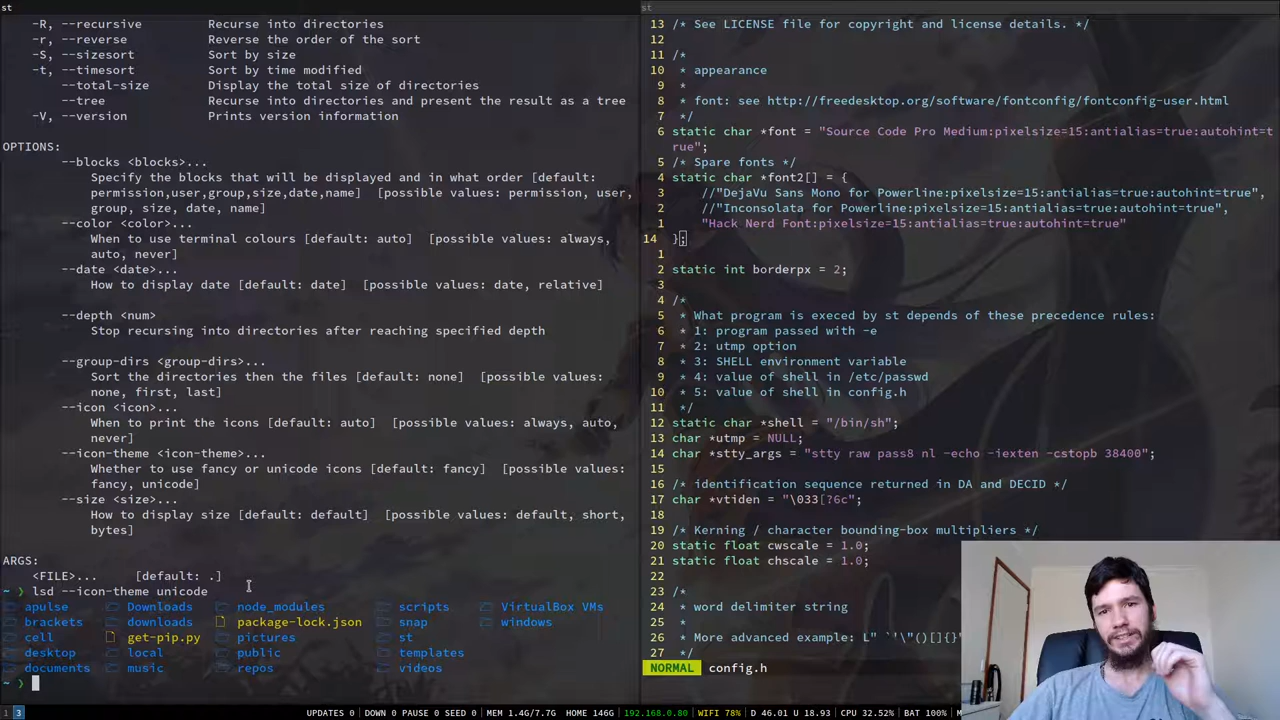 st
-R, --recursive Recurse into directories
-r, --reverse Reverse the order of the sort
-S, --sizesort Sort by size
-t, --timesort Sort by time modified
--total-size Display the total size of directories
--tree Recurse into directories and present the result as a tree
-V, --version Prints version information
OPTIONS:
--blocks <blocks>...
Specify the blocks that will be displayed and in what order [default:
permission,user,group,size,date,name] [possible values: permission, user,
group, size, date, name]
--color <color>...
When to use terminal colours [default: auto] [possible values: always,
auto, never]
--date <date>...
How to display date [default: date] [possible values: date, relative]
--depth <num>
Stop recursing into directories after reaching specified depth
--group-dirs <group-dirs>...
Sort the directories then the files [default: none] [possible values:
none, first, last]
--icon <icon>...
When to print the icons [default: auto] [possible values: always, auto,
never]
--icon-theme <icon-theme>...
Whether to use fancy or unicode icons [default: fancy] [possible values:
fancy, unicode]
--size <size>...
How to display size [default: default] [possible values: default, short,
bytes]
ARGS:
<FILE>... [default: .]
~ ❯ lsd --icon-theme unicode
apulse Downloads node_modules scripts VirtualBox VMs
brackets downloads package-lock.json snap windows
cell get-pip.py pictures st
desktop local public templates
documents music repos videos
~ ❯
st
13 /* See LICENSE file for copyright and license details. */
12
11 /*
10 * appearance
9 *
8 * font: see http://freedesktop.org/software/fontconfig/fontconfig-user.html
7 */
6 static char *font = "Source Code Pro Medium:pixelsize=15:antialias=true:autohint=t
rue";
5 /* Spare fonts */
4 static char *font2[] = {
3 //"DejaVu Sans Mono for Powerline:pixelsize=15:antialias=true:autohint=true",
2 //"Inconsolata for Powerline:pixelsize=15:antialias=true:autohint=true",
1 "Hack Nerd Font:pixelsize=15:antialias=true:autohint=true"
14 };
1
2 static int borderpx = 2;
3
4 /*
5 * What program is execed by st depends of these precedence rules:
6 * 1: program passed with -e
7 * 2: utmp option
8 * 3: SHELL environment variable
9 * 4: value of shell in /etc/passwd
10 * 5: value of shell in config.h
11 */
12 static char *shell = "/bin/sh";
13 char *utmp = NULL;
14 char *stty_args = "stty raw pass8 nl -echo -iexten -cstopb 38400";
15
16 /* identification sequence returned in DA and DECID */
17 char *vtiden = "\033[?6c";
18
19 /* Kerning / character bounding-box multipliers */
20 static float cwscale = 1.0;
21 static float chscale = 1.0;
22
23 /*
24 * word delimiter string
25 *
26 * More advanced example: L" `'\"()[]{}"
27 */
NORMAL config.h
1 3 UPDATES 0 DOWN 0 PAUSE 0 SEED 0 MEM 1.4G/7.7G HOME 146G 192.168.0.80 WIFI 78% D 46.01 U 18.93 CPU 32.52% BAT 100%